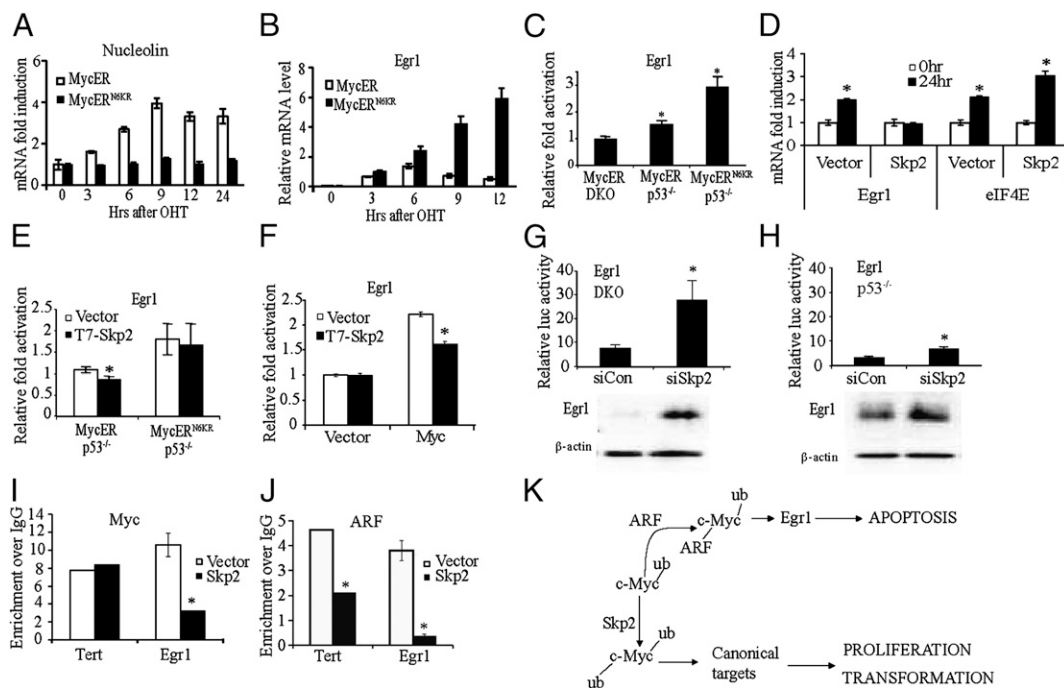 A
Nucleolin
mRNA fold induction
6
4
2
0
MycER
MycER^N6KR
0 3 6 9 12 24
Hrs after OHT
B
Egr1
Relative mRNA level
8
7
6
5
4
3
2
1
0
MycER
MycER^N6KR
0 3 6 9 12
Hrs after OHT
C
Egr1
Relative fold activation
4
3
2
1
0
* *
MycER DKO
MycER p53-/-
MycER^N6KR p53-/-
D
mRNA fold induction
4
3
2
1
0
0hr
24hr
* * *
Vector Skp2 Vector Skp2
Egr1 eIF4E
E
Egr1
Relative fold activation
2.5
2
1.5
1
0.5
0
Vector
T7-Skp2
*
MycER p53-/-
MycER^N6KR p53-/-
F
Egr1
Relative fold activation
2.5
2
1.5
1
0.5
0
Vector
T7-Skp2
*
Vector Myc
G
Relative luc activity
40
30
20
10
0
Egr1
DKO
*
siCon siSkp2
Egr1
β-actin
H
Relative luc activity
40
30
20
10
0
Egr1
p53-/-
*
siCon siSkp2
Egr1
β-actin
I
Myc
Enrichment over IgG
14
12
10
8
6
4
2
0
Vector
Skp2
*
Tert Egr1
J
ARF
Enrichment over IgG
5
4
3
2
1
0
Vector
Skp2
* *
Tert Egr1
K
ub
ARF c-Myc Egr1 APOPTOSIS
ARF
ub
c-Myc
Skp2
ub
c-Myc
ub
Canonical
targets
PROLIFERATION
TRANSFORMATION